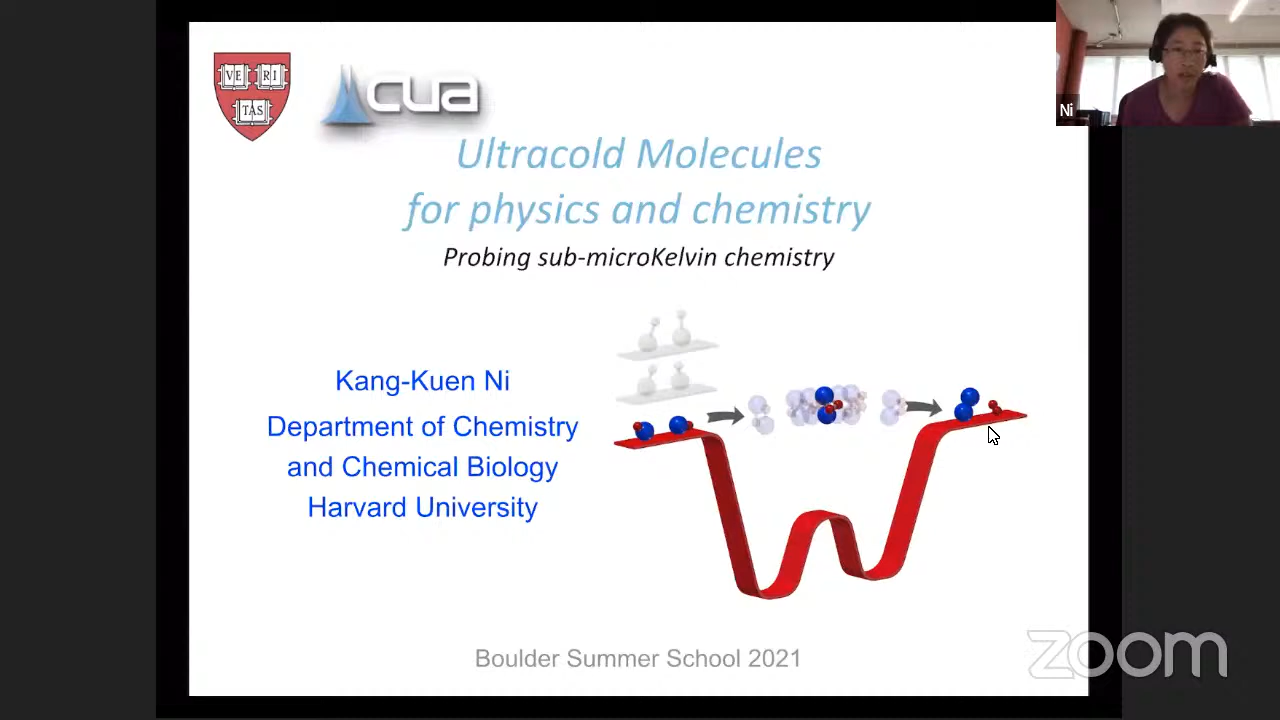 VE RI
TAS
cua
Ni
Ultracold Molecules
for physics and chemistry
Probing sub-microKelvin chemistry
Kang-Kuen Ni
Department of Chemistry
and Chemical Biology
Harvard University
Boulder Summer School 2021
zoom